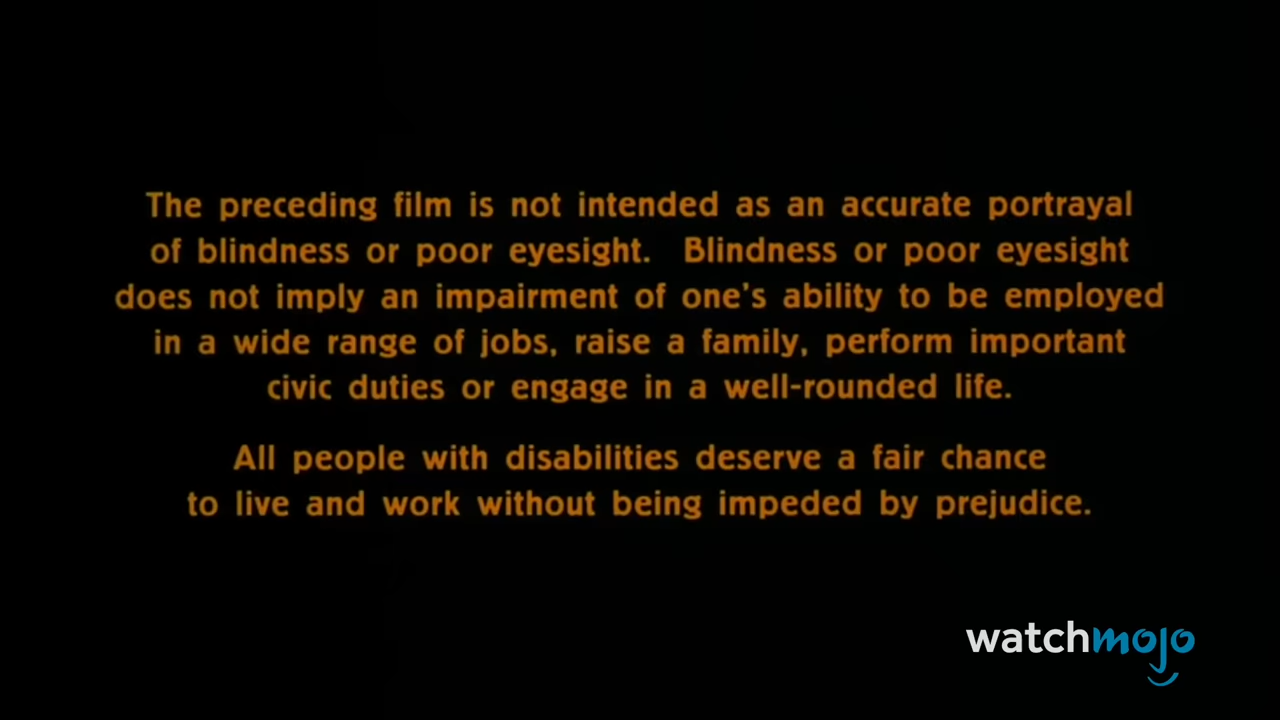 The preceding film is not intended as an accurate portrayal
of blindness or poor eyesight. Blindness or poor eyesight
does not imply an impairment of one's ability to be employed
in a wide range of jobs, raise a family, perform important
civic duties or engage in a well-rounded life.
All people with disabilities deserve a fair chance
to live and work without being impeded by prejudice.
watchmojo